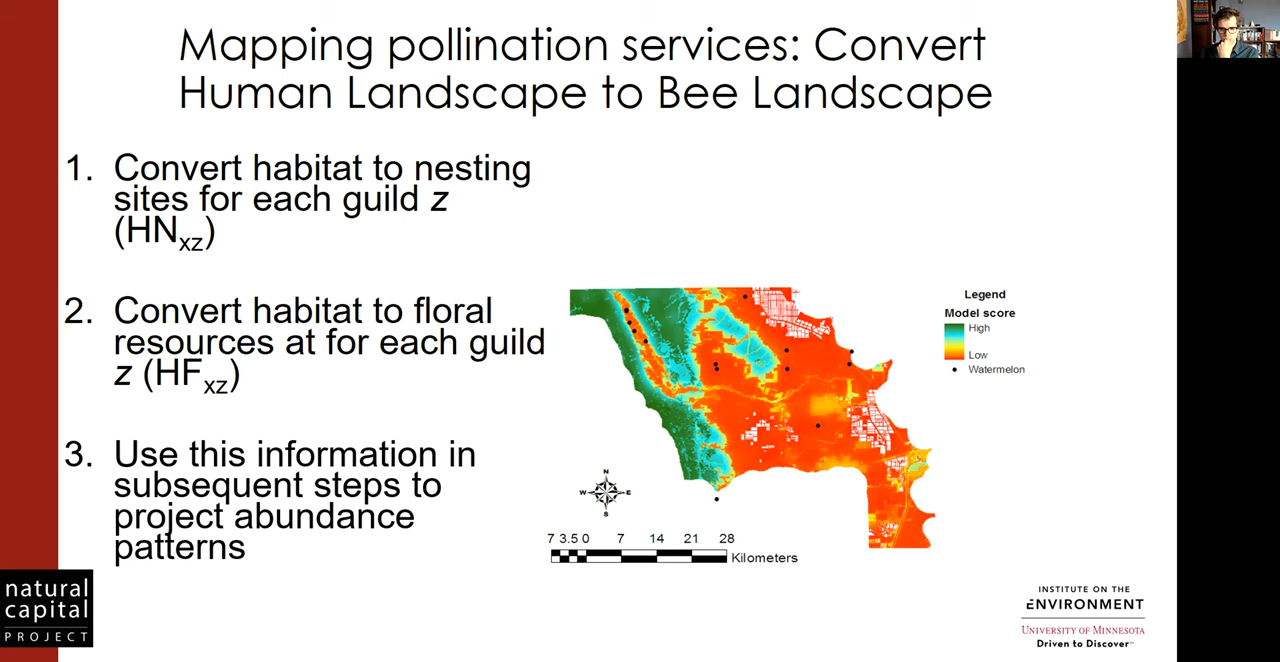 Mapping pollination services: Convert
Human Landscape to Bee Landscape
1. Convert habitat to nesting
sites for each guild z
(HNxz)
2. Convert habitat to floral
resources at for each guild
z (HFxz)
3. Use this information in
subsequent steps to
project abundance
patterns
Legend
Model score
High
Low
Watermelon
N
W E
S
7 3.5 0 7 14 21 28
Kilometers
natural
capital
PROJECT
INSTITUTE ON THE
ENVIRONMENT
UNIVERSITY OF MINNESOTA
Driven to Discover℠